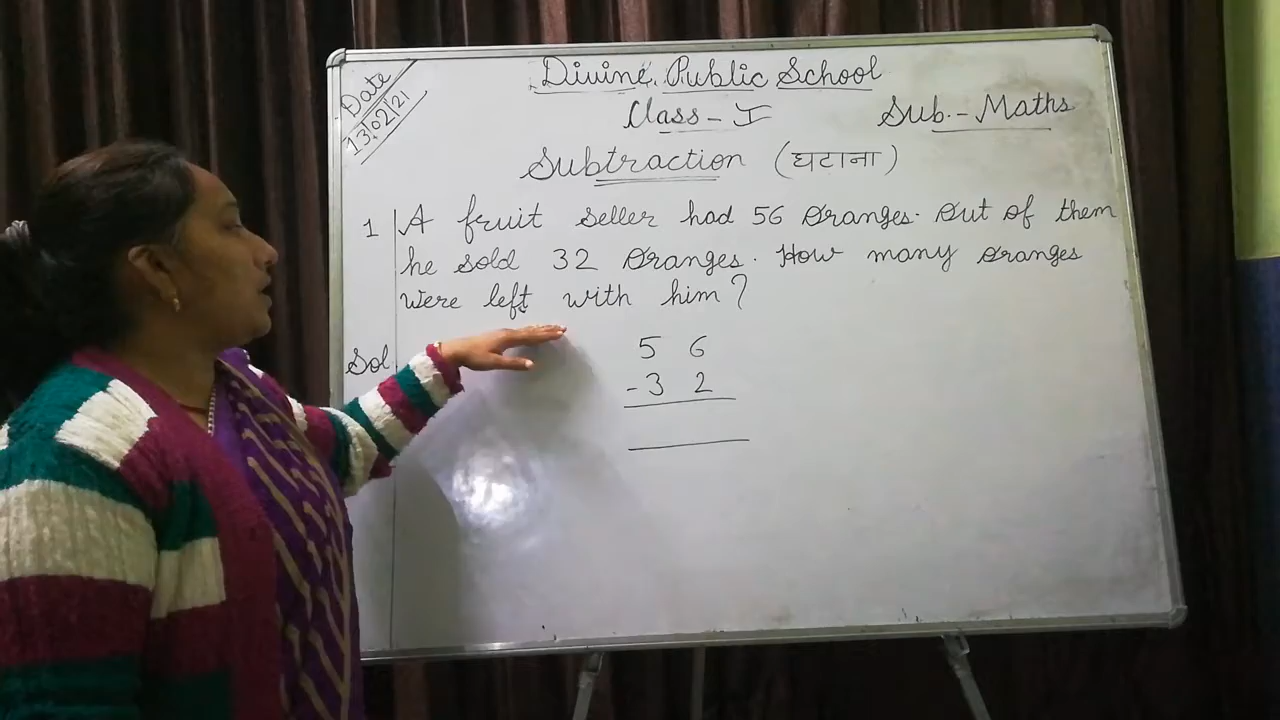 Date
13/02/21
Divine Public School
Class - I
Sub. - Maths
Subtraction (घटाना)
1 A fruit seller had 56 Oranges. Out of them
he sold 32 Oranges. How many oranges
were left with him?
Sol
5 6
- 3 2